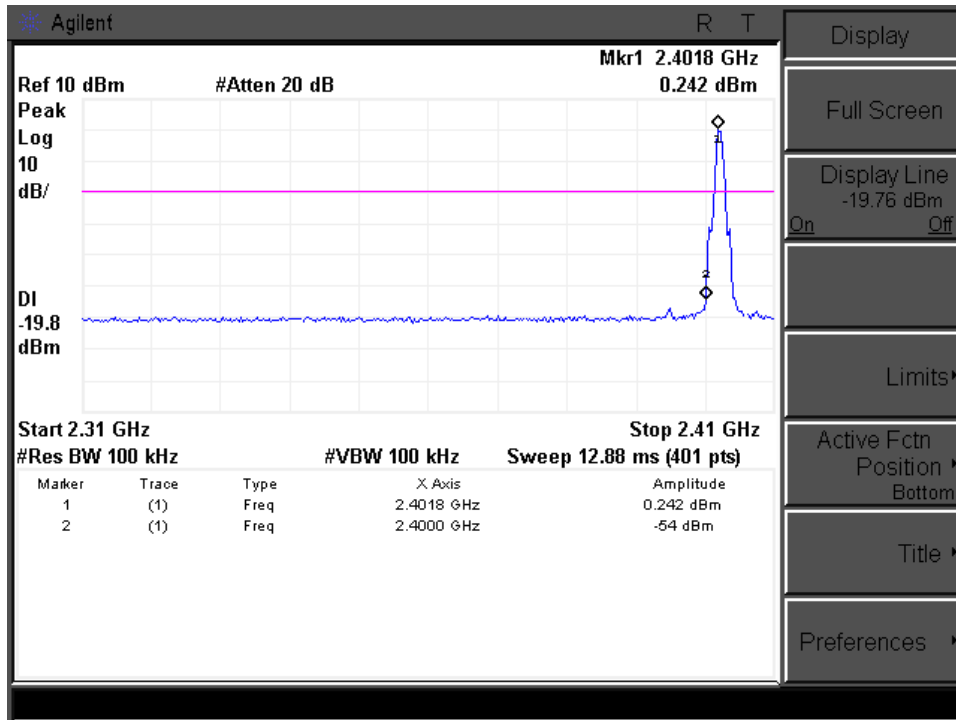 Agilent R T
Mkr1 2.4018 GHz
Ref 10 dBm #Atten 20 dB 0.242 dBm
Peak
Log
10
dB/
1
2
DI
-19.8
dBm
Start 2.31 GHz Stop 2.41 GHz
#Res BW 100 kHz #VBW 100 kHz Sweep 12.88 ms (401 pts)
Marker Trace Type X Axis Amplitude
1 (1) Freq 2.4018 GHz 0.242 dBm
2 (1) Freq 2.4000 GHz -54 dBm
Display
Full Screen
Display Line
-19.76 dBm
On Off
Limits
Active Fctn
Position
Bottom
Title
Preferences